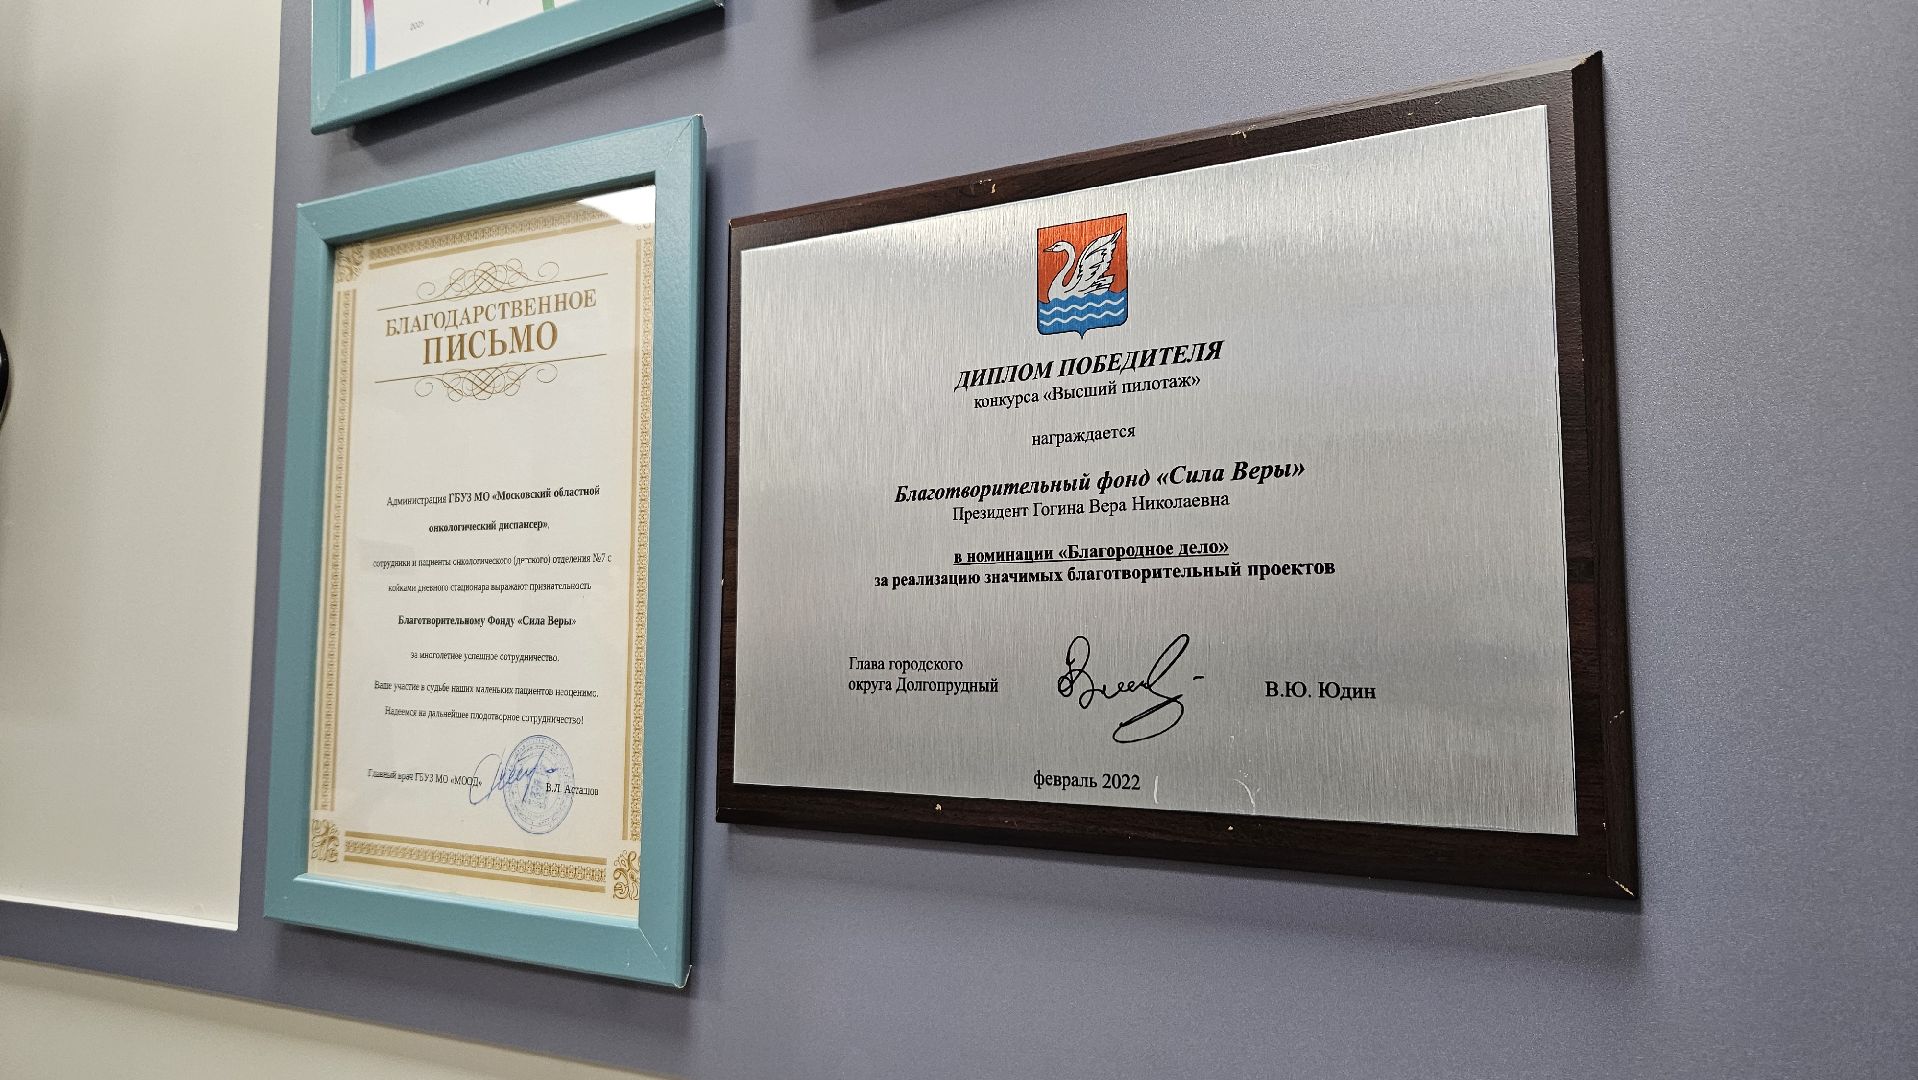 2025
БЛАГОДАРСТВЕННОЕ
ПИСЬМО
Администрация ГБУЗ МО «Московский областной
онкологический диспансер»,
сотрудники и пациенты онкологического (детского) отделения №7 с
койками дневного стационара выражают признательность
Благотворительному Фонду «Сила Веры»
за многолетнее успешное сотрудничество.
Ваше участие в судьбе наших маленьких пациентов неоценимо.
Надеемся на дальнейшее плодотворное сотрудничество!
Главный врач ГБУЗ МО «МООД»
В.Л. Асташов
ДИПЛОМ ПОБЕДИТЕЛЯ
конкурса «Высший пилотаж»
награждается
Благотворительный фонд «Сила Веры»
Президент Гогина Вера Николаевна
в номинации «Благородное дело»
за реализацию значимых благотворительный проектов
Глава городского
округа Долгопрудный
В.Ю. Юдин
февраль 2022